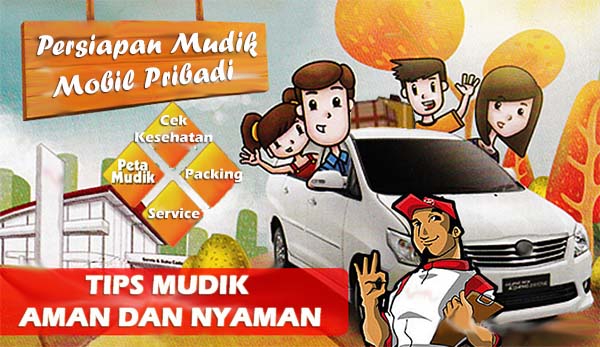 Persiapan Mudik
Mobil Pribadi
Cek
Kesehatan
Peta
Mudik
Packing
Service
TIPS MUDIK
AMAN DAN NYAMAN